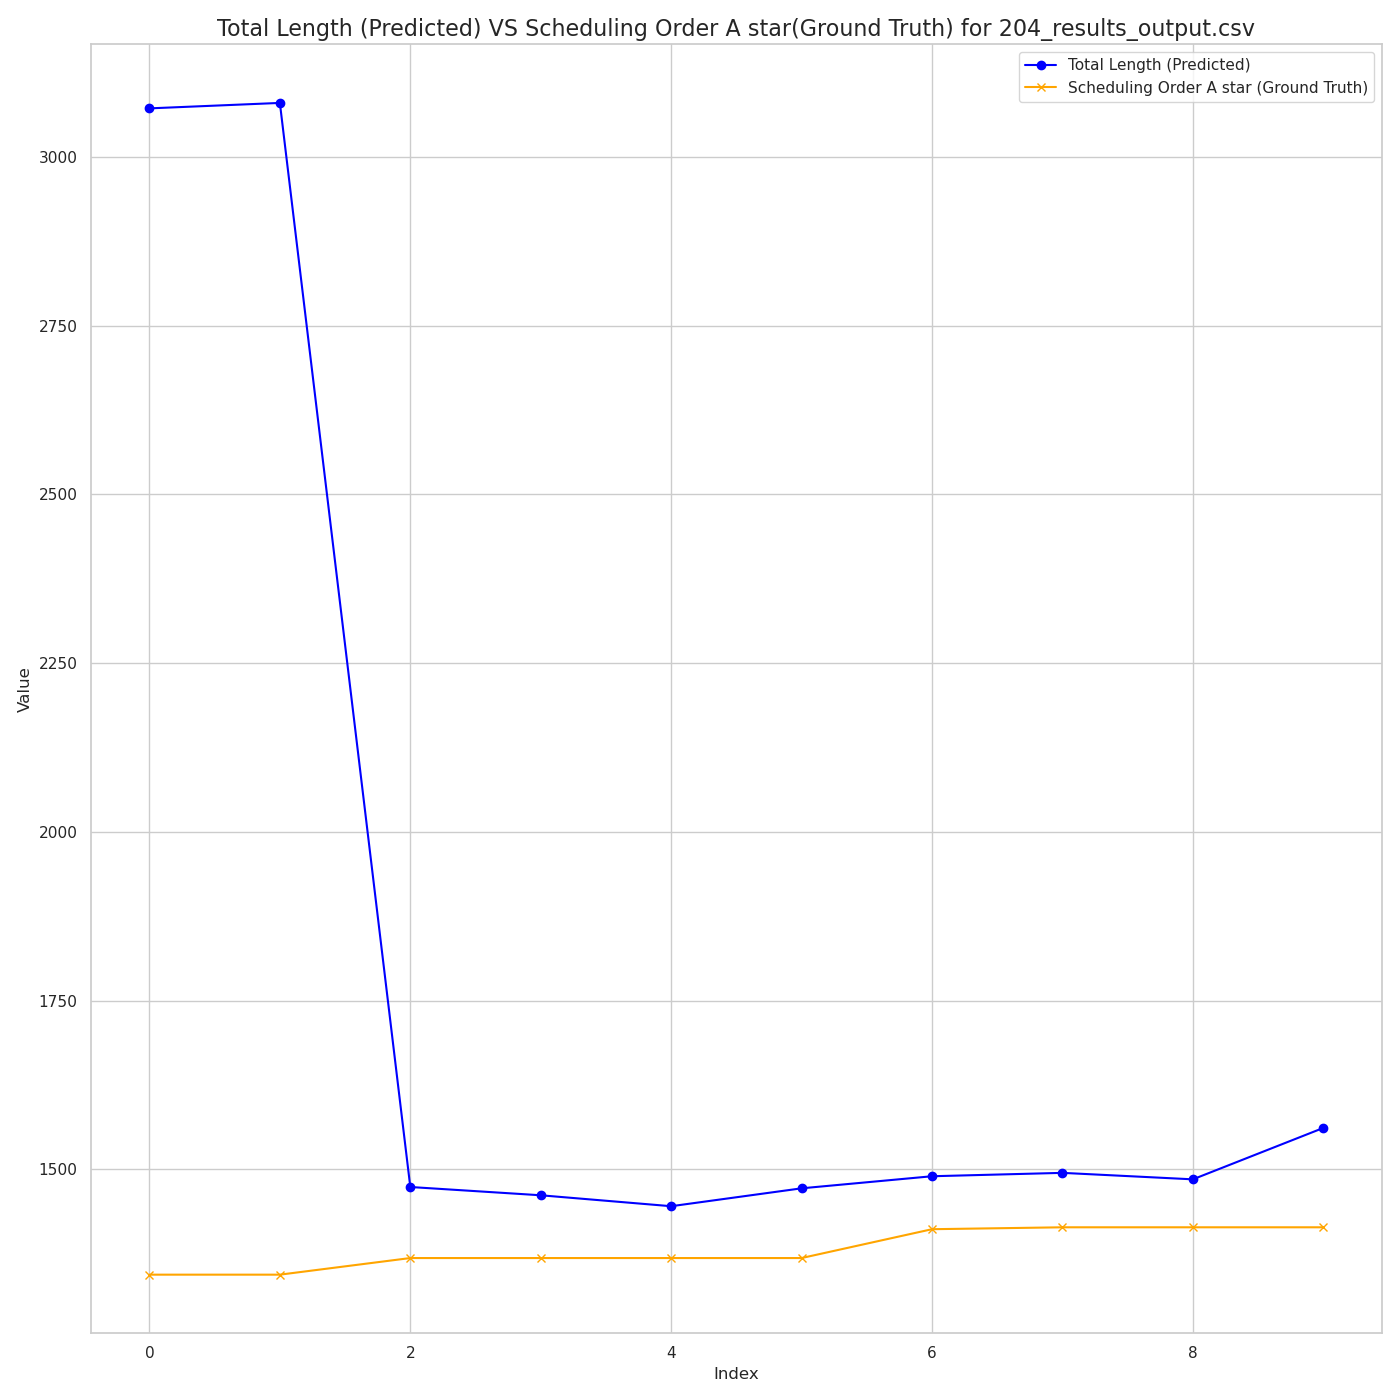 Total Length (Predicted) VS Scheduling Order A star(Ground Truth) for 204_results_output.csv
Total Length (Predicted)
Scheduling Order A star (Ground Truth)
3000
2750
2500
2250
2000
1750
1500
Value
0
2
4
6
8
Index